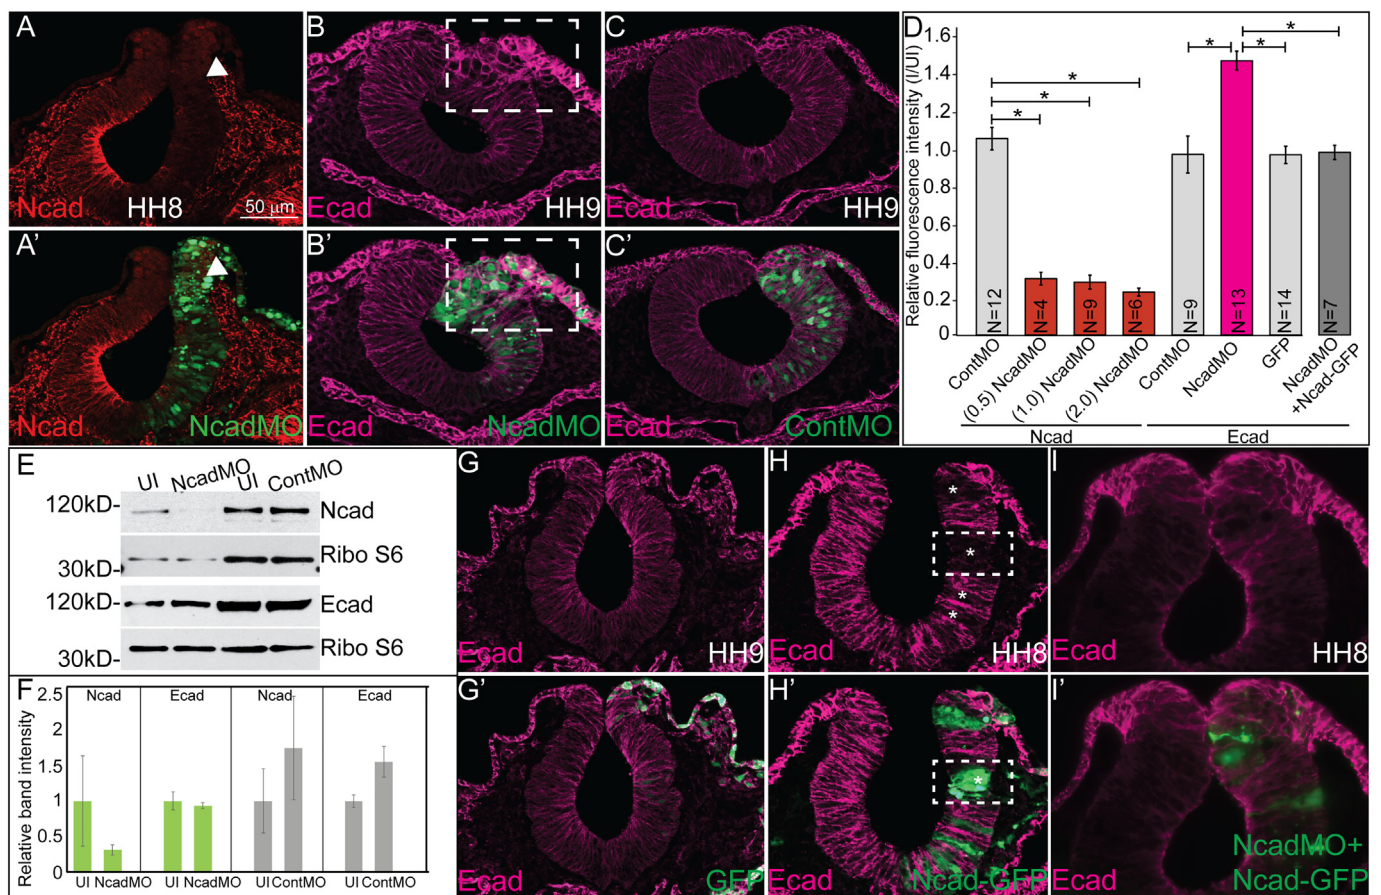 A
Ncad
HH8
50 μm
B
Ecad
HH9
C
Ecad
HH9
A'
Ncad
NcadMO
B'
Ecad
NcadMO
C'
Ecad
ContMO
D
Relative fluorescence intensity (I/UI)
1.6
1.4
1.2
1.0
0.8
0.6
0.4
0.2
0
* * * * * *
N=12
N=4
N=9
N=6
N=9
N=13
N=14
N=7
ContMO
(0.5) NcadMO
(1.0) NcadMO
(2.0) NcadMO
ContMO
NcadMO
GFP
NcadMO
+Ncad-GFP
Ncad
Ecad
E
UI NcadMO UI ContMO
120kD- Ncad
30kD- Ribo S6
120kD- Ecad
30kD- Ribo S6
F
Relative band intensity
2.5
2
1.5
1
0.5
0
Ncad Ecad Ncad Ecad
UI NcadMO UI NcadMO UI ContMO UI ContMO
G
Ecad
HH9
H
* * * *
Ecad
HH8
I
Ecad
HH8
G'
Ecad
GFP
H'
*
Ecad
Ncad-GFP
I'
NcadMO+
Ecad
Ncad-GFP